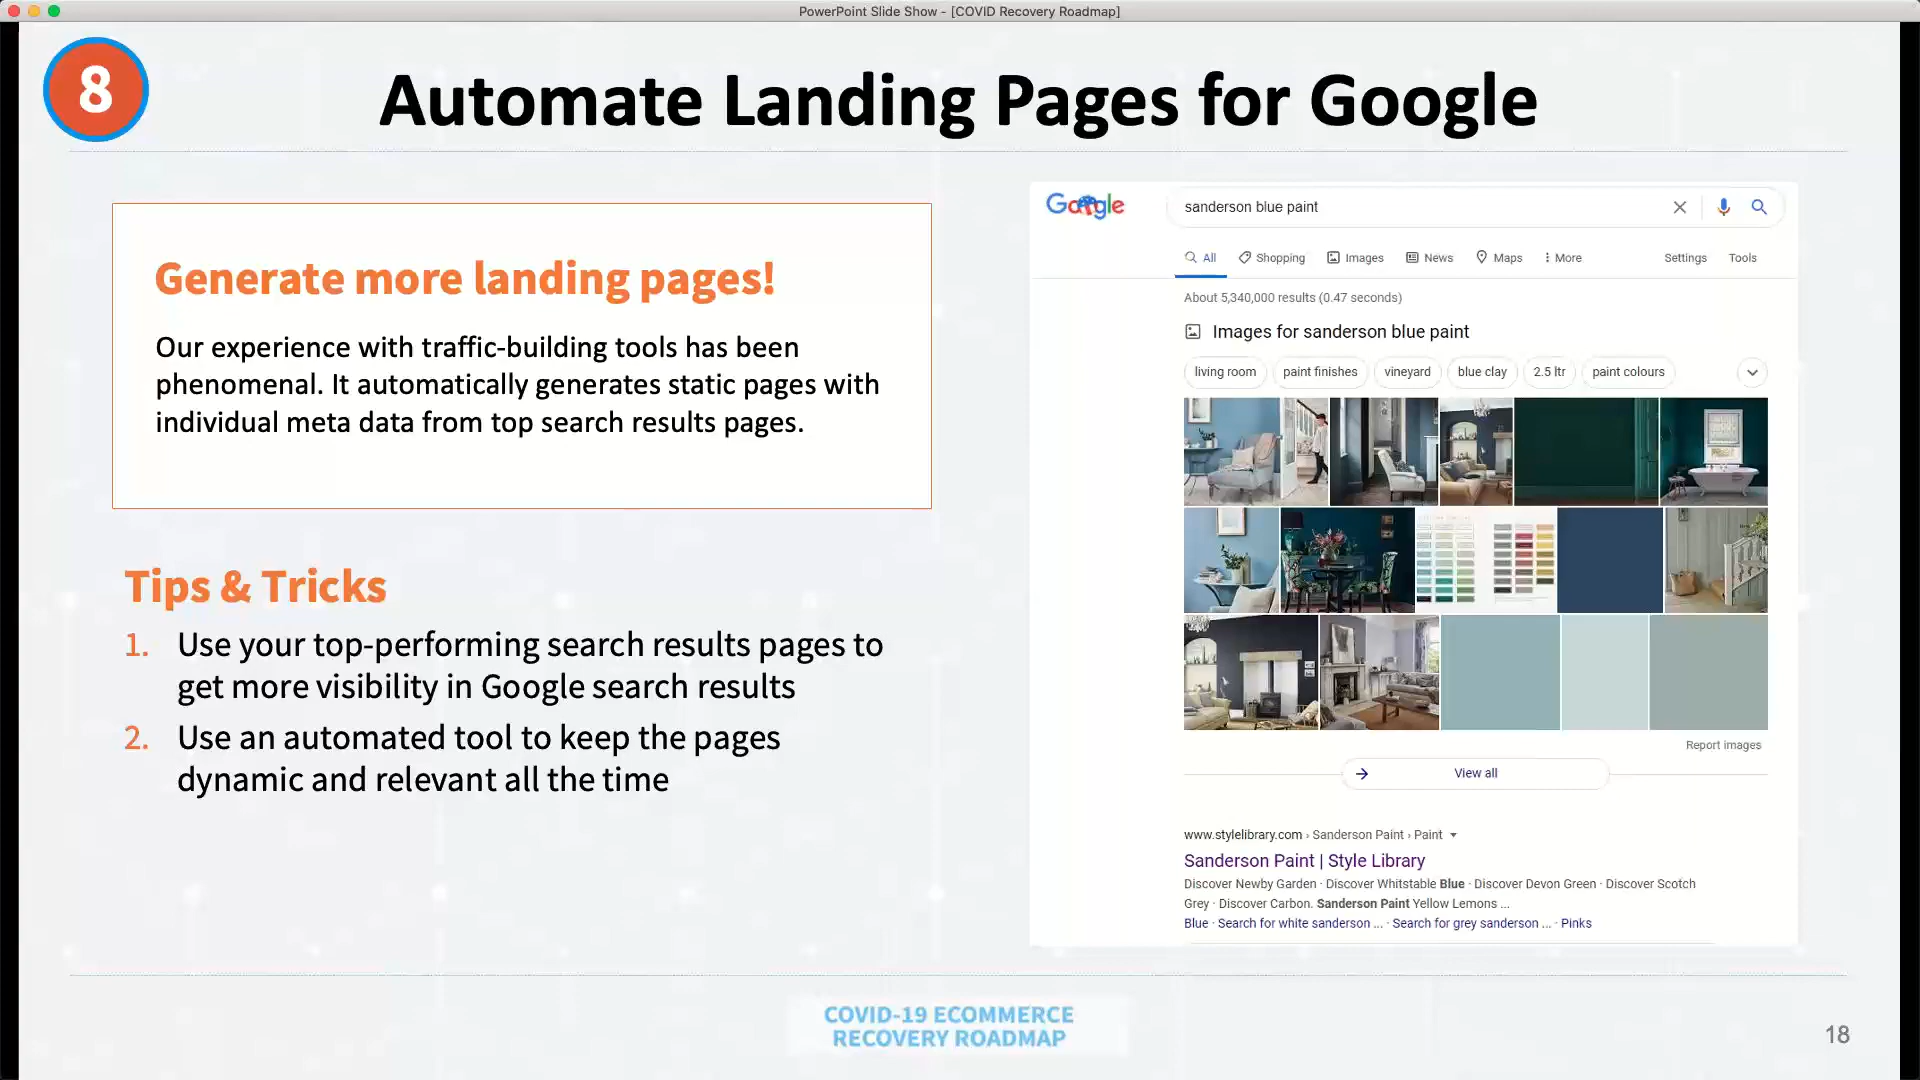 PowerPoint Slide Show - [COVID Recovery Roadmap]
8
Automate Landing Pages for Google
Generate more landing pages!
Our experience with traffic-building tools has been
phenomenal. It automatically generates static pages with
individual meta data from top search results pages.
Tips & Tricks
1. Use your top-performing search results pages to
get more visibility in Google search results
2. Use an automated tool to keep the pages
dynamic and relevant all the time
Google
sanderson blue paint
All Shopping Images News Maps More Settings Tools
About 5,340,000 results (0.47 seconds)
Images for sanderson blue paint
living room paint finishes vineyard blue clay 2.5 ltr paint colours
Report images
View all
www.stylelibrary.com › Sanderson Paint › Paint
Sanderson Paint | Style Library
Discover Newby Garden · Discover Whitstable Blue · Discover Devon Green · Discover Scotch
Grey · Discover Carbon. Sanderson Paint Yellow Lemons ...
Blue · Search for white sanderson ... · Search for grey sanderson ... · Pinks
COVID-19 ECOMMERCE
RECOVERY ROADMAP
18